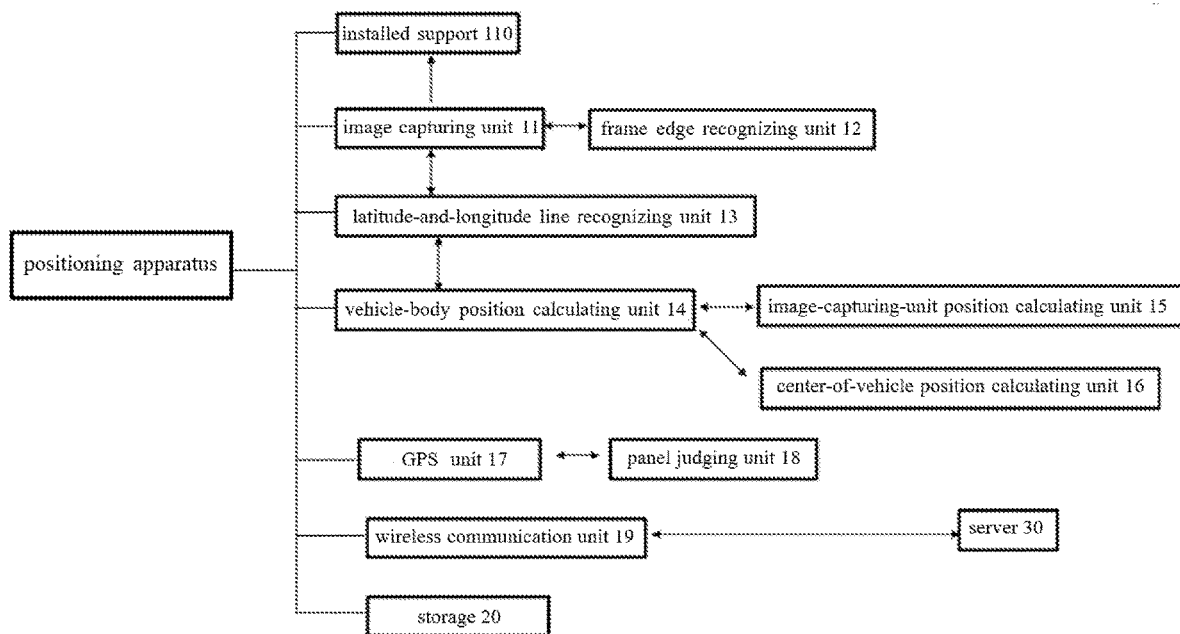 installed support 110
image capturing unit 11
frame edge recognizing unit 12
latitude-and-longitude line recognizing unit 13
positioning apparatus
vehicle-body position calculating unit 14
image-capturing-unit position calculating unit 15
center-of-vehicle position calculating unit 16
GPS unit 17
panel judging unit 18
wireless communication unit 19
server 30
storage 20